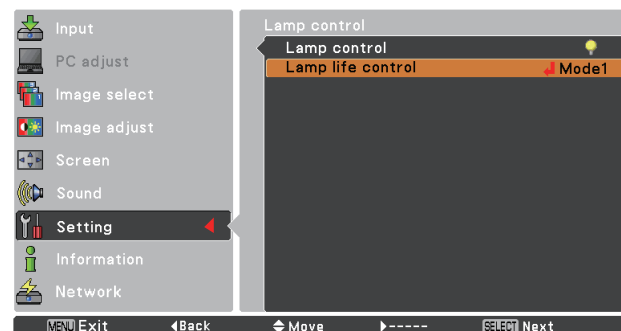 Input
PC adjust
Image select
Image adjust
Screen
Sound
Setting
Information
Network
Lamp control
Lamp control
Lamp life control Mode1
MENU Exit ◀Back ◆Move ▶----- SELECT Next